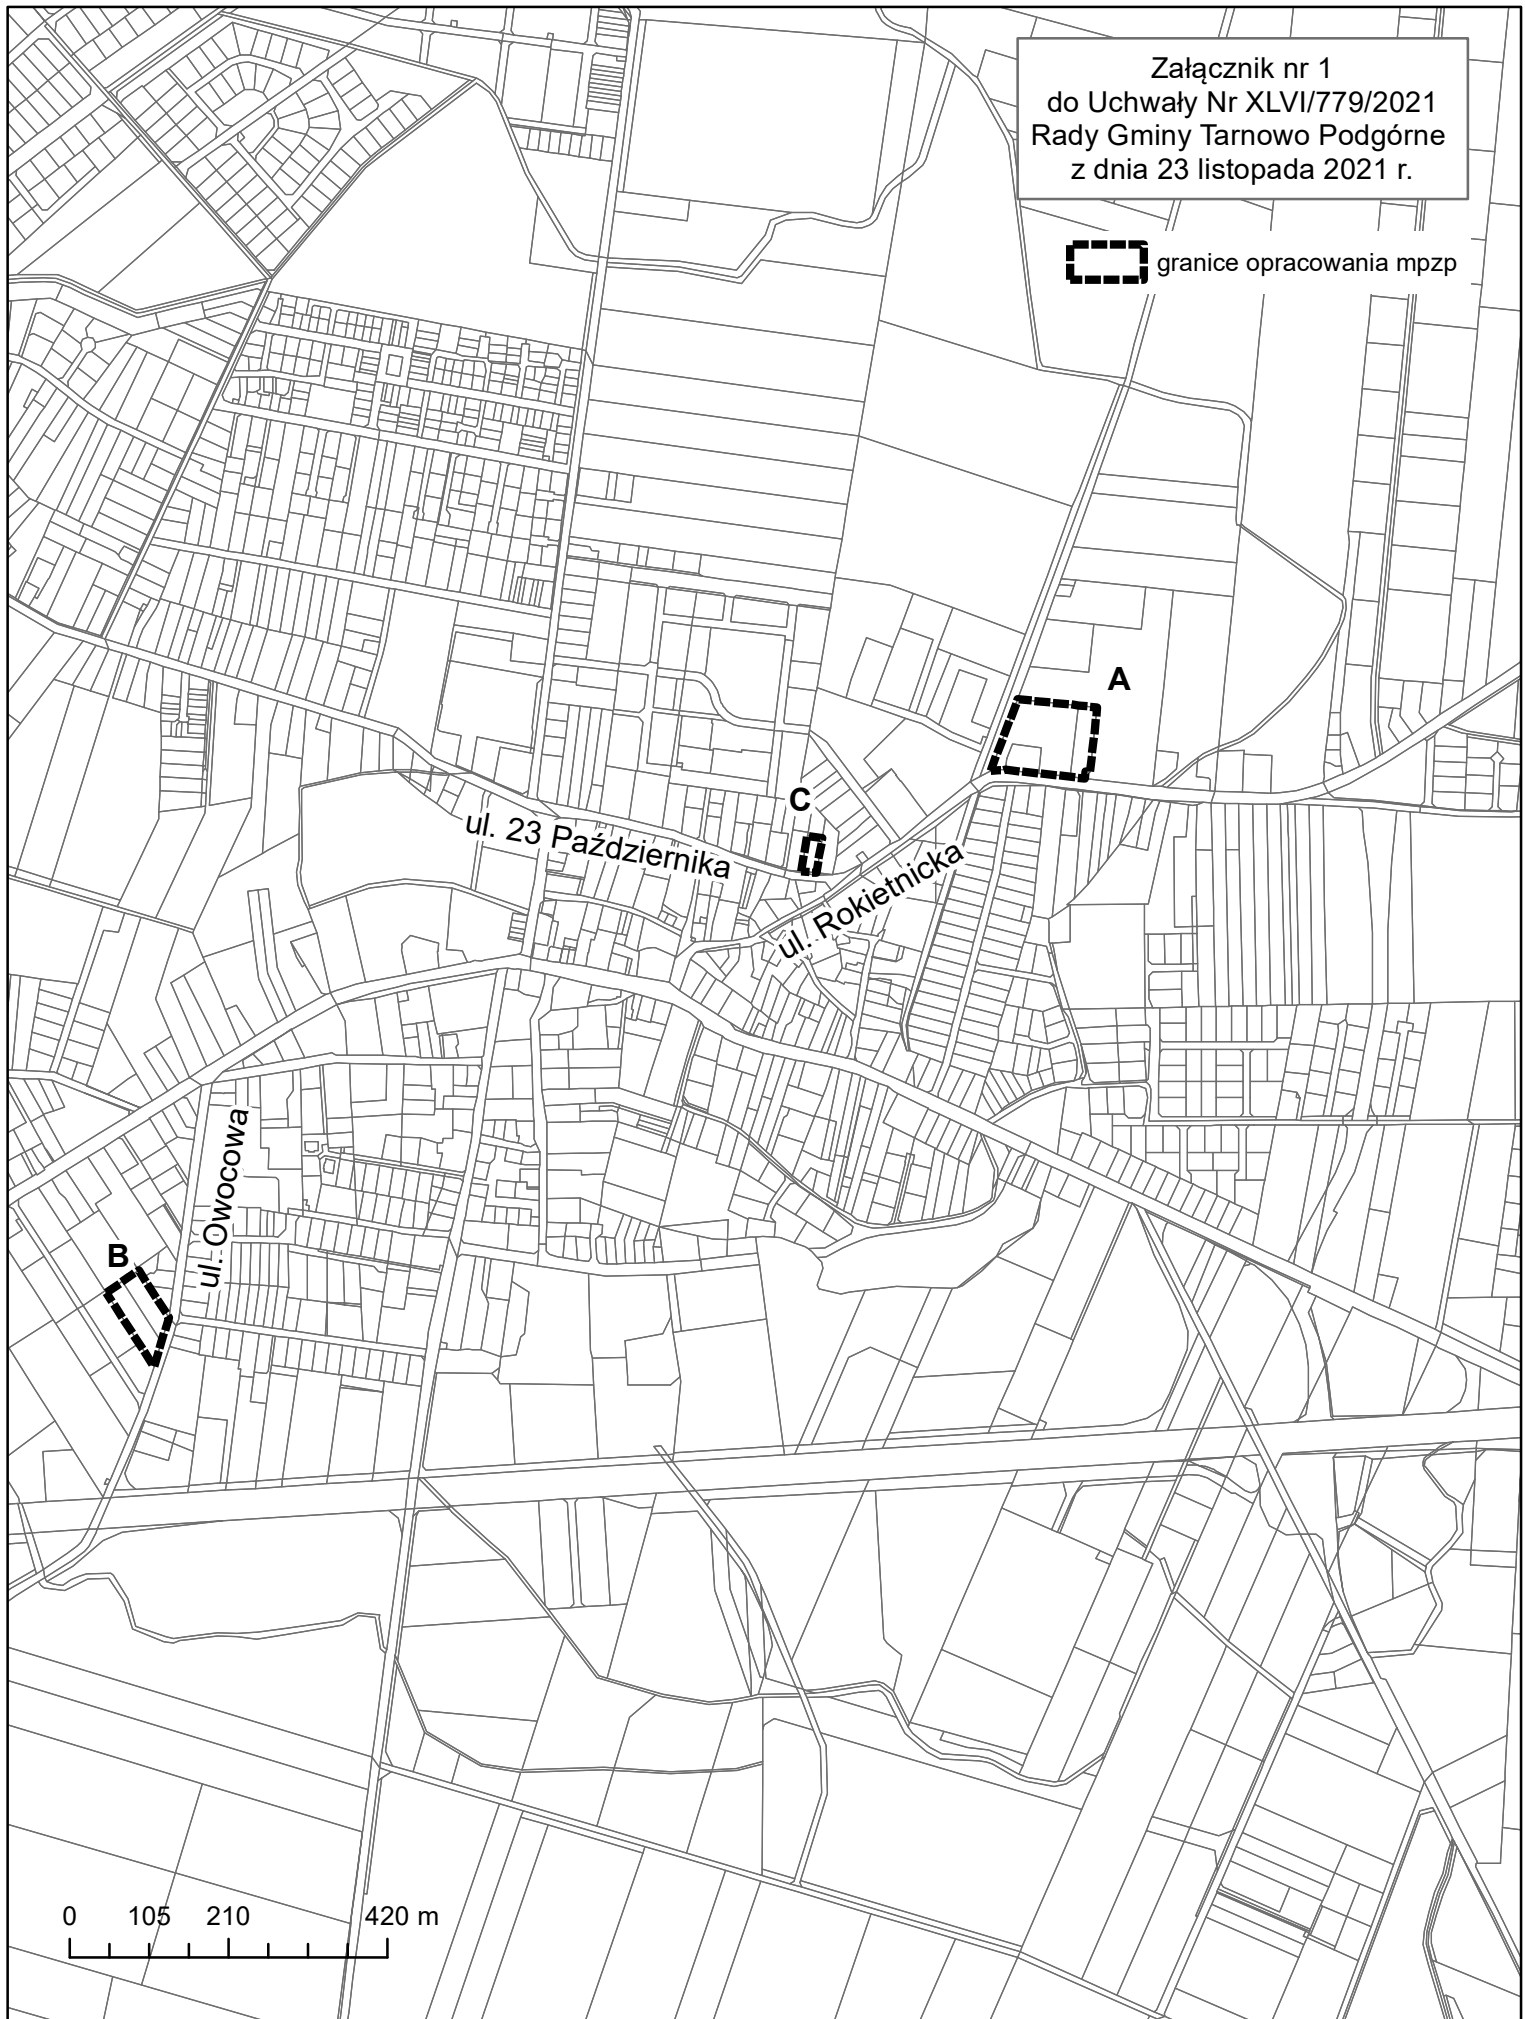 Załącznik nr 1
do Uchwały Nr XLVI/779/2021
Rady Gminy Tarnowo Podgórne
z dnia 23 listopada 2021 r.
granice opracowania mpzp
A
C
ul. 23 Października
ul. Rokietnicka
ul. Owocowa
B
0 105 210 420 m